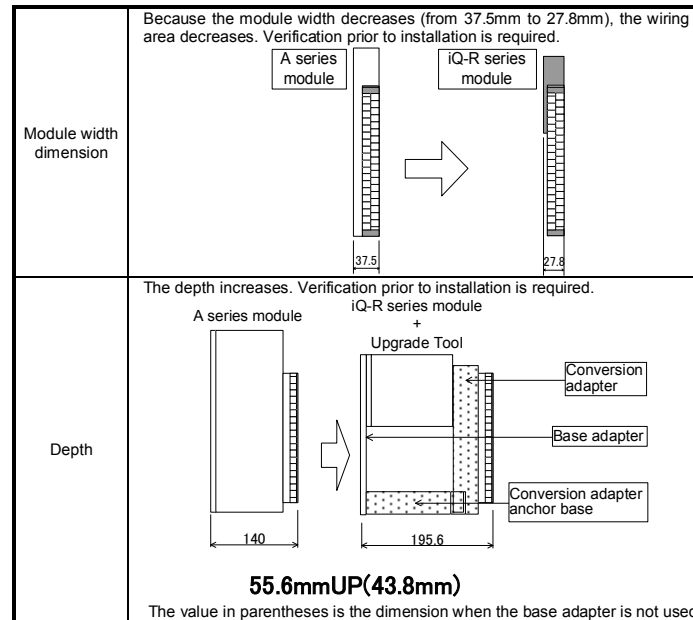 Module width
dimension
Because the module width decreases (from 37.5mm to 27.8mm), the wiring
area decreases. Verification prior to installation is required.
A series
module
iQ-R series
module
37.5
27.8
Depth
The depth increases. Verification prior to installation is required.
A series module
iQ-R series module
+
Upgrade Tool
Conversion
adapter
Base adapter
Conversion adapter
anchor base
140
195.6
55.6mmUP(43.8mm)
The value in parentheses is the dimension when the base adapter is not used